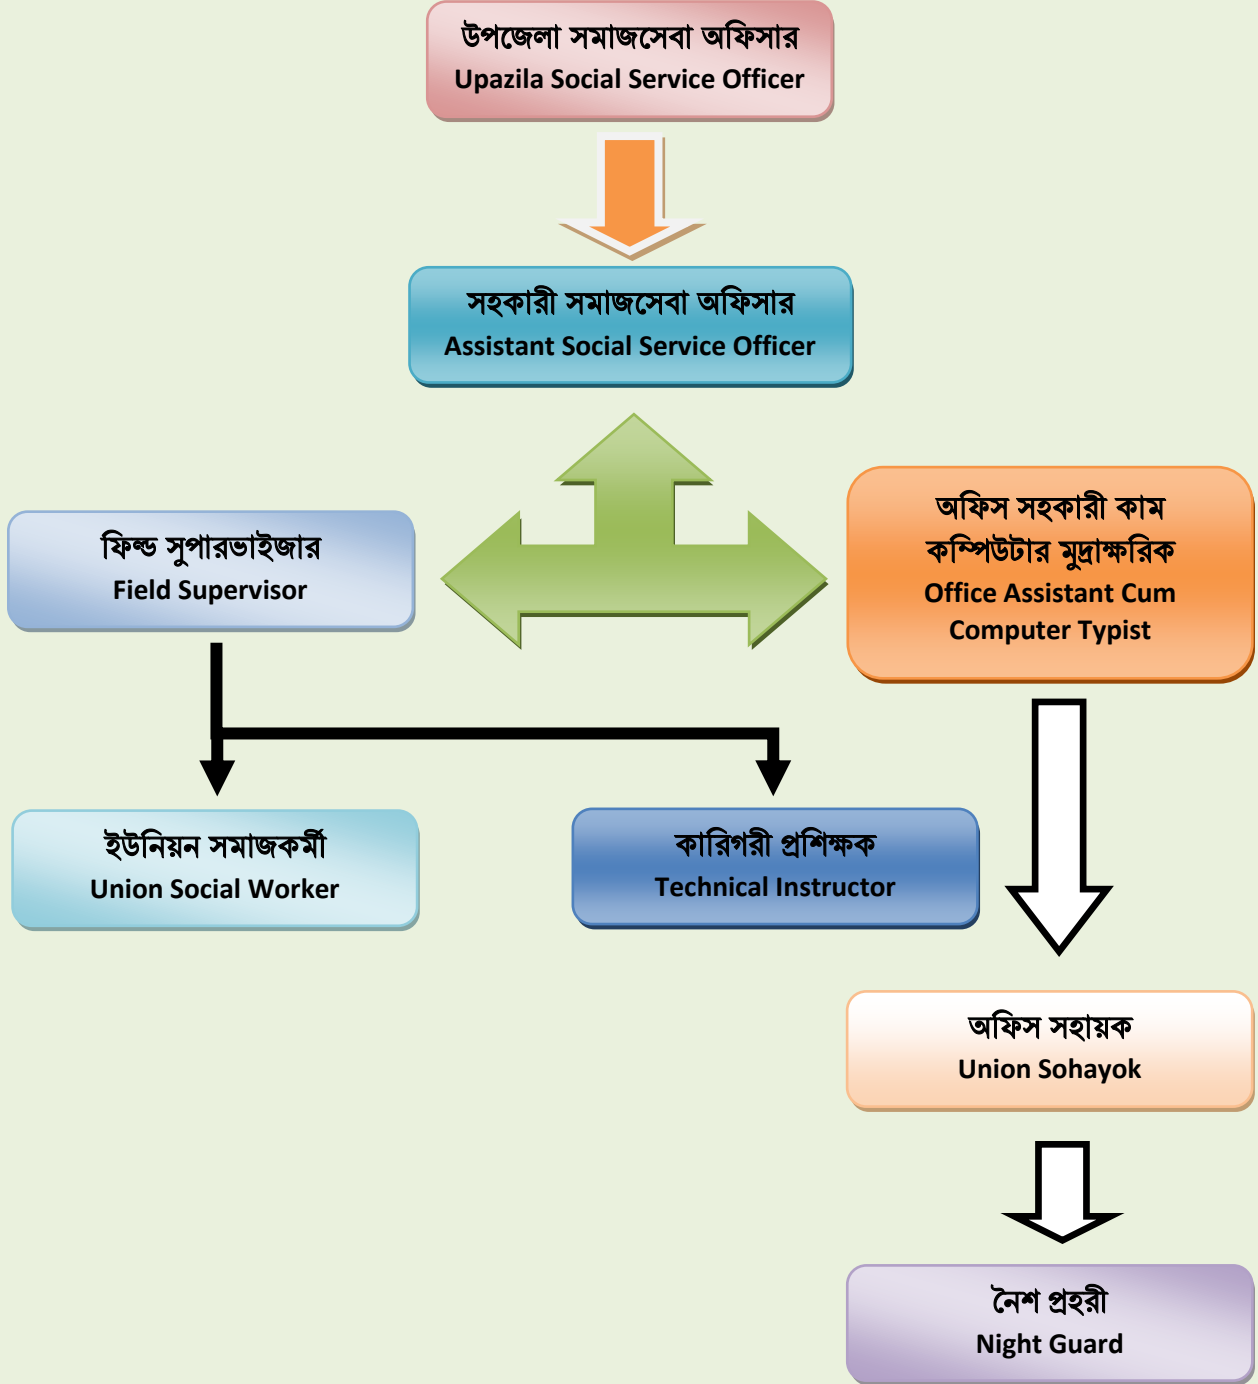 উপজেলা সমাজসেবা অফিসার
Upazila Social Service Officer
সহকারী সমাজসেবা অফিসার
Assistant Social Service Officer
ফিল্ড সুপারভাইজার
Field Supervisor
অফিস সহকারী কাম
কম্পিউটার মুদ্রাক্ষরিক
Office Assistant Cum
Computer Typist
ইউনিয়ন সমাজকর্মী
Union Social Worker
কারিগরী প্রশিক্ষক
Technical Instructor
অফিস সহায়ক
Union Sohayok
নৈশ প্রহরী
Night Guard